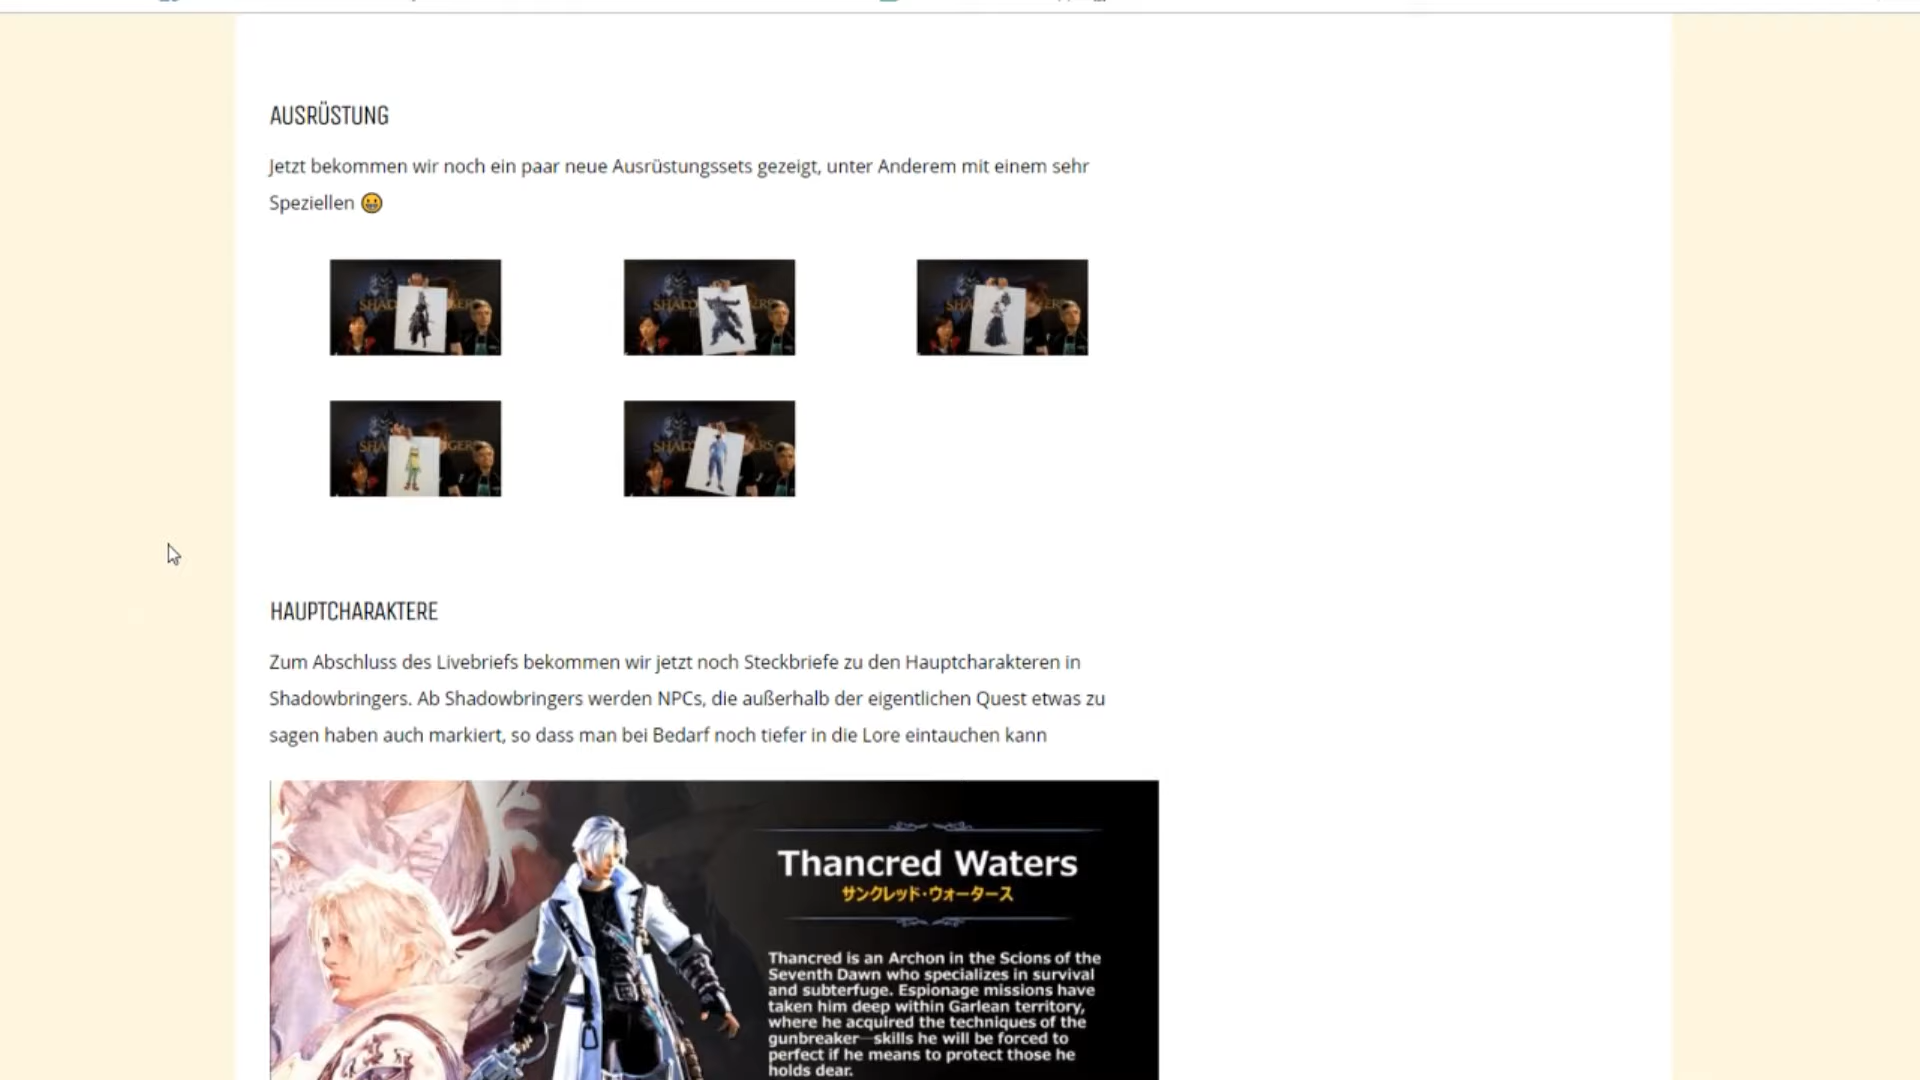 AUSRÜSTUNG
Jetzt bekommen wir noch ein paar neue Ausrüstungssets gezeigt, unter Anderem mit einem sehr
Speziellen 😀
HAUPTCHARAKTERE
Zum Abschluss des Livebriefs bekommen wir jetzt noch Steckbriefe zu den Hauptcharakteren in
Shadowbringers. Ab Shadowbringers werden NPCs, die außerhalb der eigentlichen Quest etwas zu
sagen haben auch markiert, so dass man bei Bedarf noch tiefer in die Lore eintauchen kann
Thancred Waters
サンクレッド・ウォータース
Thancred is an Archon in the Scions of the
Seventh Dawn who specializes in survival
and subterfuge. Espionage missions have
taken him deep within Garlean territory,
where he acquired the techniques of the
gunbreaker—skills he will be forced to
perfect if he means to protect those he
holds dear.